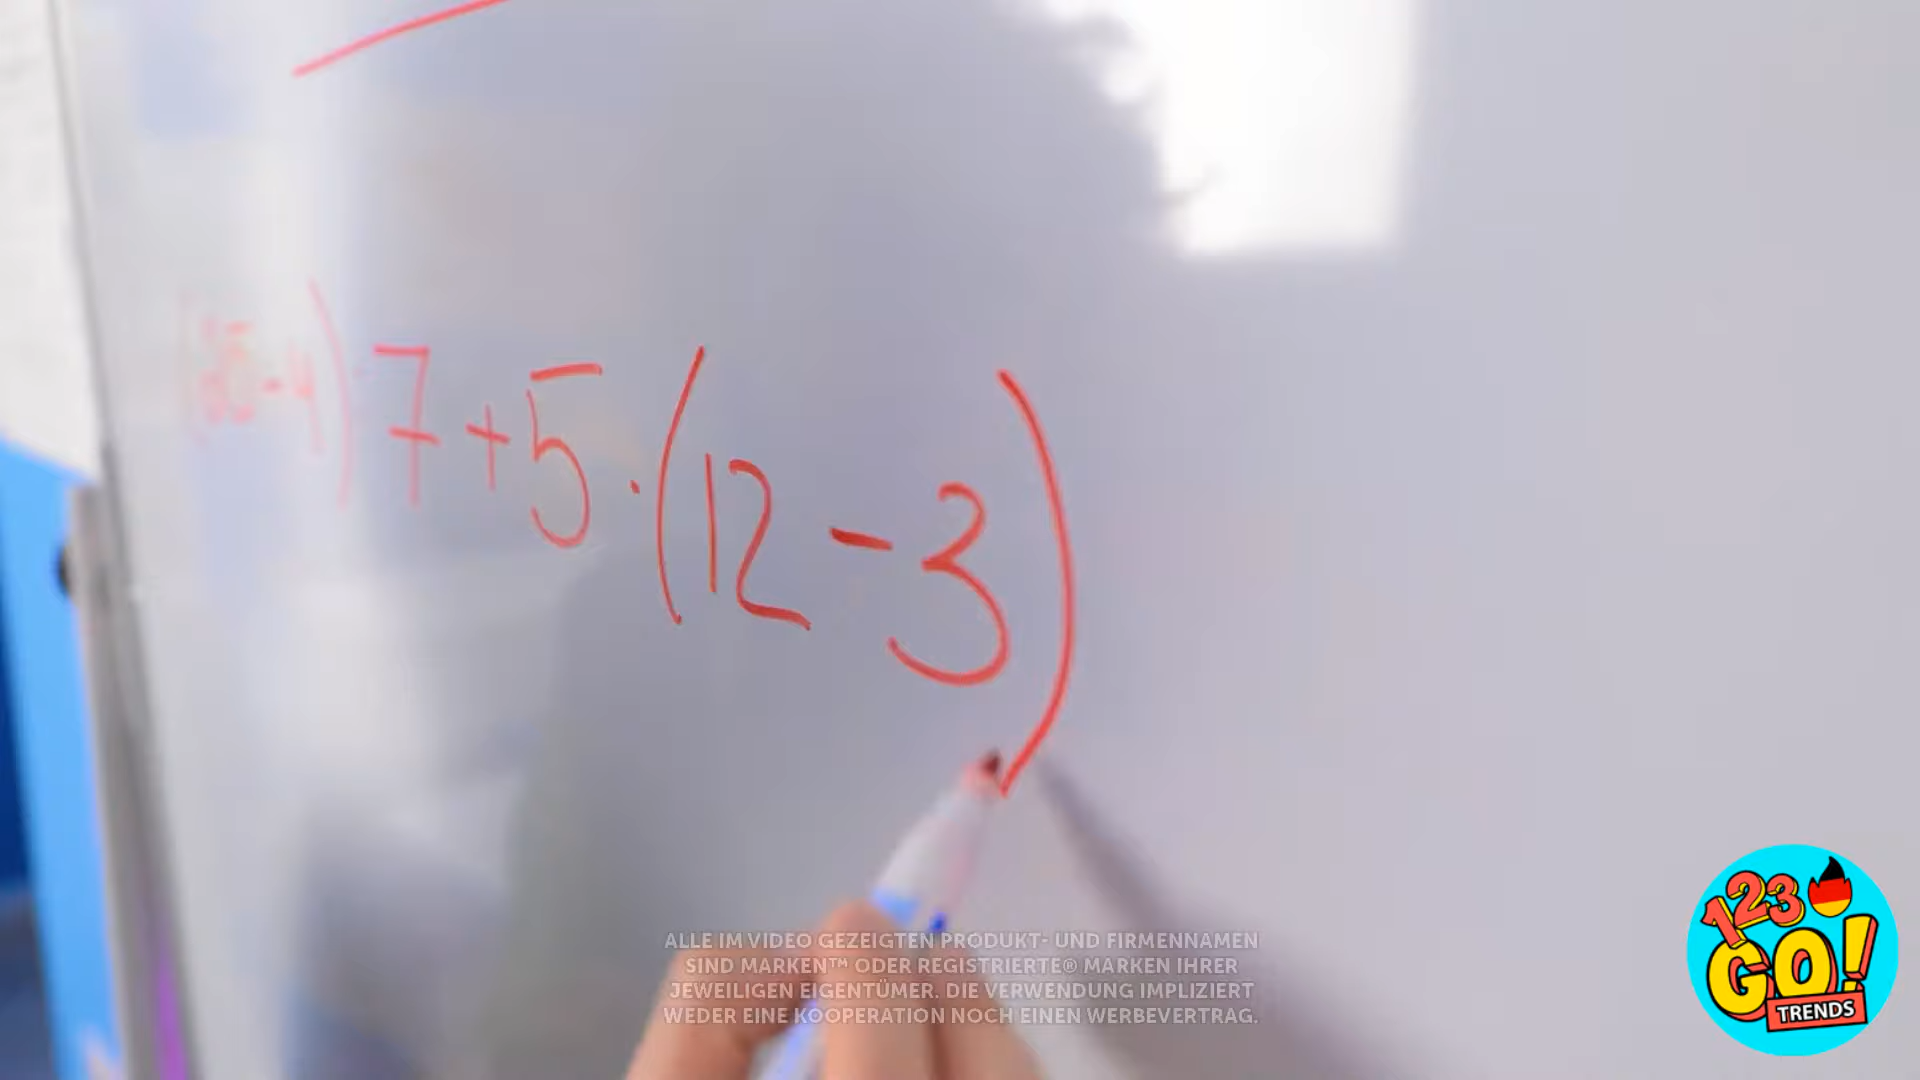 7+5·(12-3)
ALLE IM VIDEO GEZEIGTEN PRODUKT- UND FIRMENNAMEN
SIND MARKEN™ ODER REGISTRIERTE® MARKEN IHRER
JEWEILIGEN EIGENTÜMER. DIE VERWENDUNG IMPLIZIERT
WEDER EINE KOOPERATION NOCH EINEN WERBEVERTRAG.
123
GO!
TRENDS